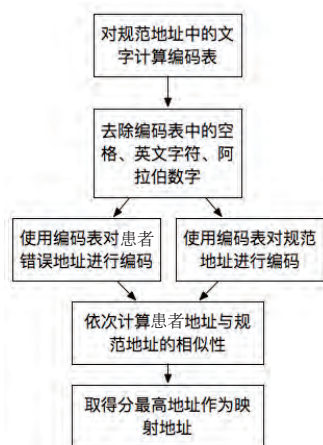 对规范地址中的文
字计算编码表
去除编码表中的空
格、英文字符、阿
拉伯数字
使用编码表对患者
错误地址进行编码
使用编码表对规范
地址进行编码
依次计算患者地址与规
范地址的相似性
取得分最高地址作为映
射地址